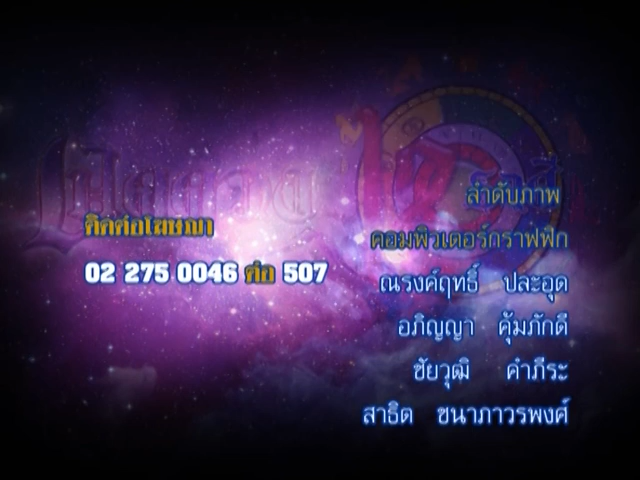 ติดต่อโฆษณา
02 275 0046 ต่อ 507
ลำดับภาพ
คอมพิวเตอร์กราฟฟิก
ณรงค์ฤทธิ์ ปละอุด
อภิญญา คุ้มภักดี
ชัยวุฒิ คำภีระ
สาธิต ชนาภาวรพงศ์